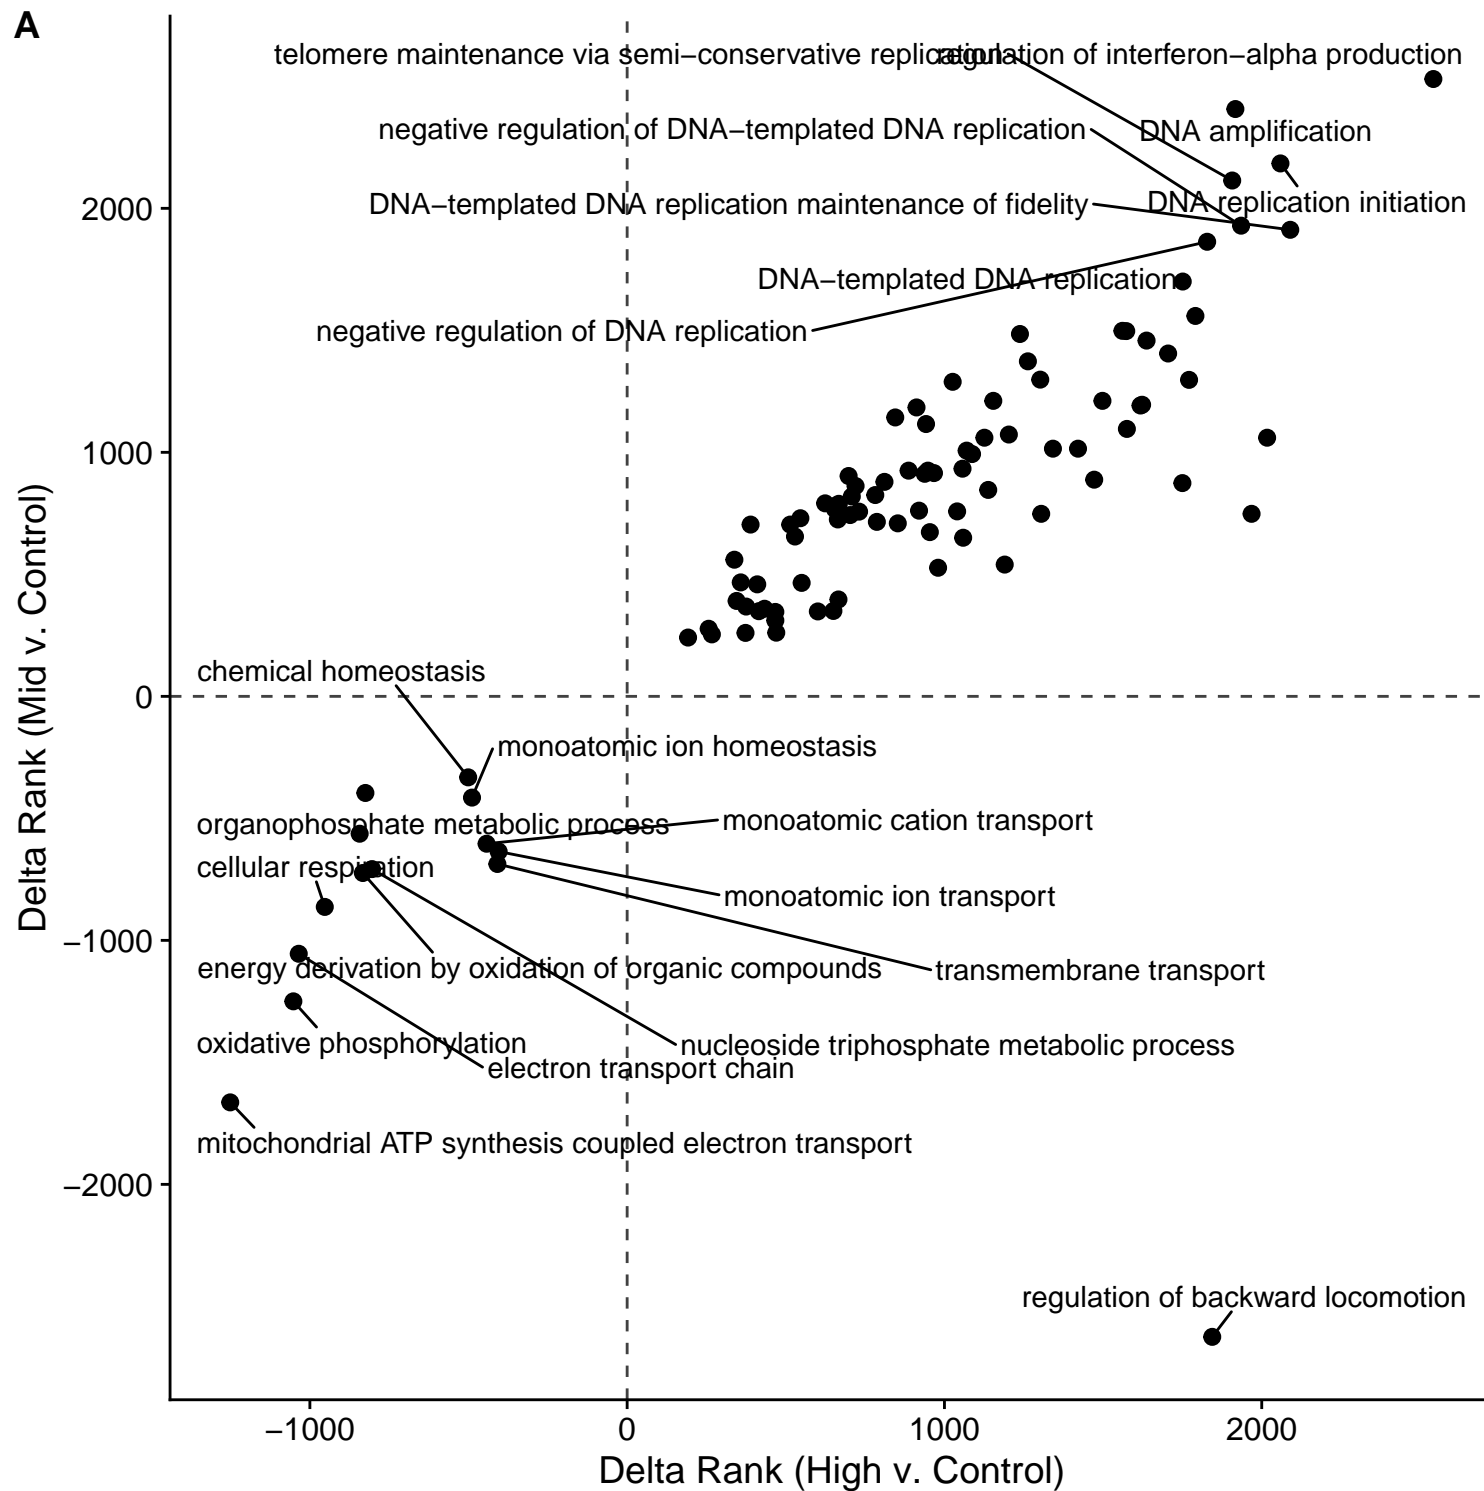 A
telomere maintenance via semi−conservative replication
regulation of interferon−alpha production
negative regulation of DNA−templated DNA replication
DNA amplification
DNA−templated DNA replication maintenance of fidelity
DNA replication initiation
DNA−templated DNA replication
negative regulation of DNA replication
chemical homeostasis
monoatomic ion homeostasis
organophosphate metabolic process
monoatomic cation transport
cellular respiration
monoatomic ion transport
energy derivation by oxidation of organic compounds
transmembrane transport
oxidative phosphorylation
nucleoside triphosphate metabolic process
electron transport chain
mitochondrial ATP synthesis coupled electron transport
regulation of backward locomotion
2000
1000
0
−1000
−2000
Delta Rank (Mid v. Control)
−1000
0
1000
2000
Delta Rank (High v. Control)